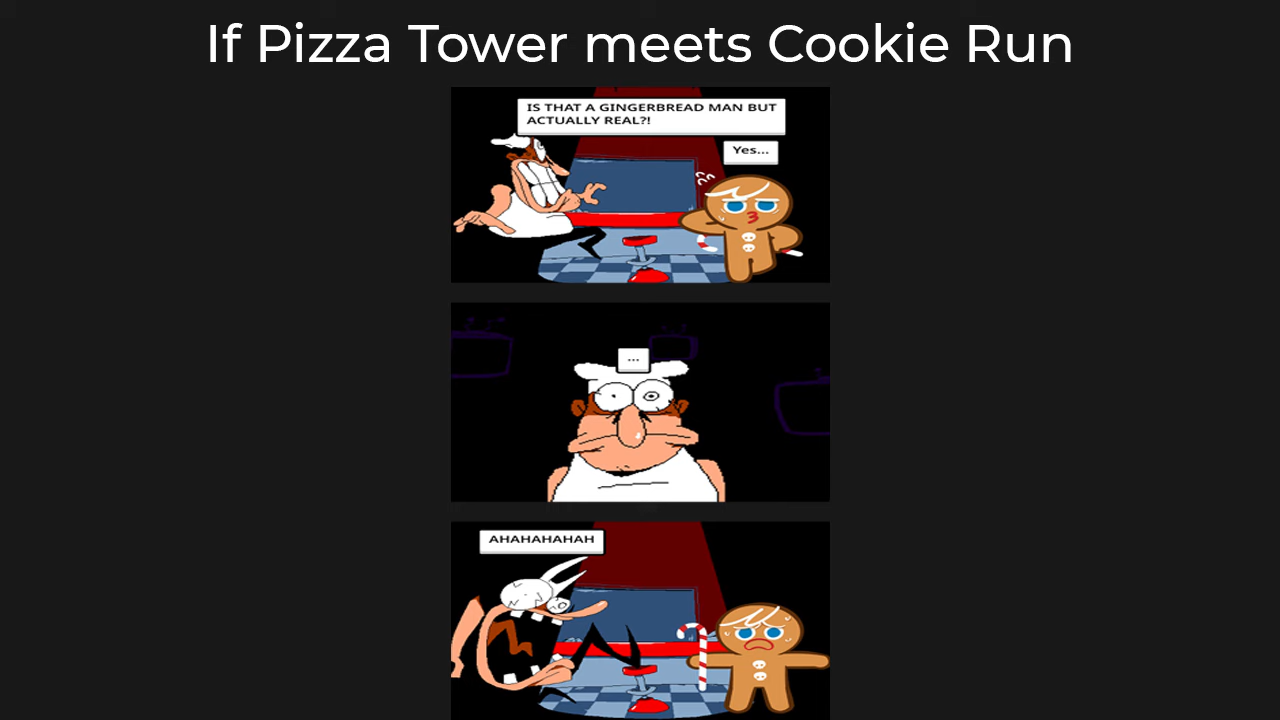 If Pizza Tower meets Cookie Run
IS THAT A GINGERBREAD MAN BUT
ACTUALLY REAL?!
Yes...
...
AHAHAHAHAH